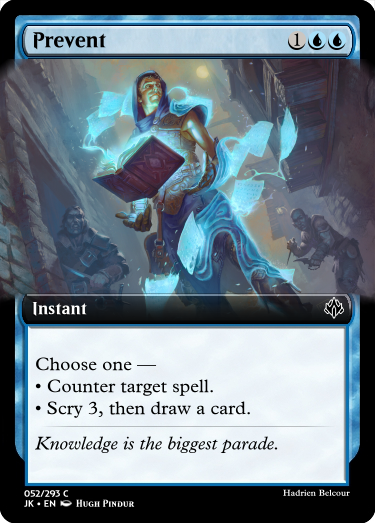 Prevent 1
Instant
Choose one —
• Counter target spell.
• Scry 3, then draw a card.
Knowledge is the biggest parade.
052/293 C
JK • EN Hugh Pindur
Hadrien Belcour